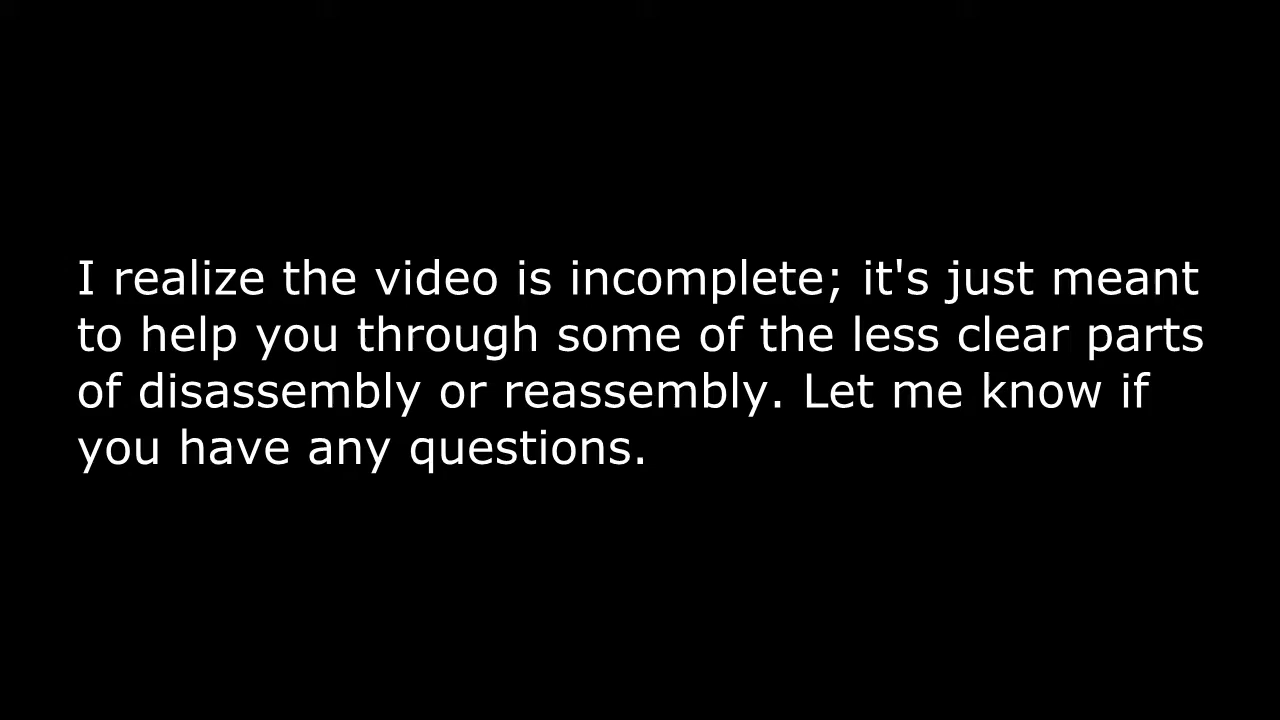 I realize the video is incomplete; it's just meant
to help you through some of the less clear parts
of disassembly or reassembly. Let me know if
you have any questions.